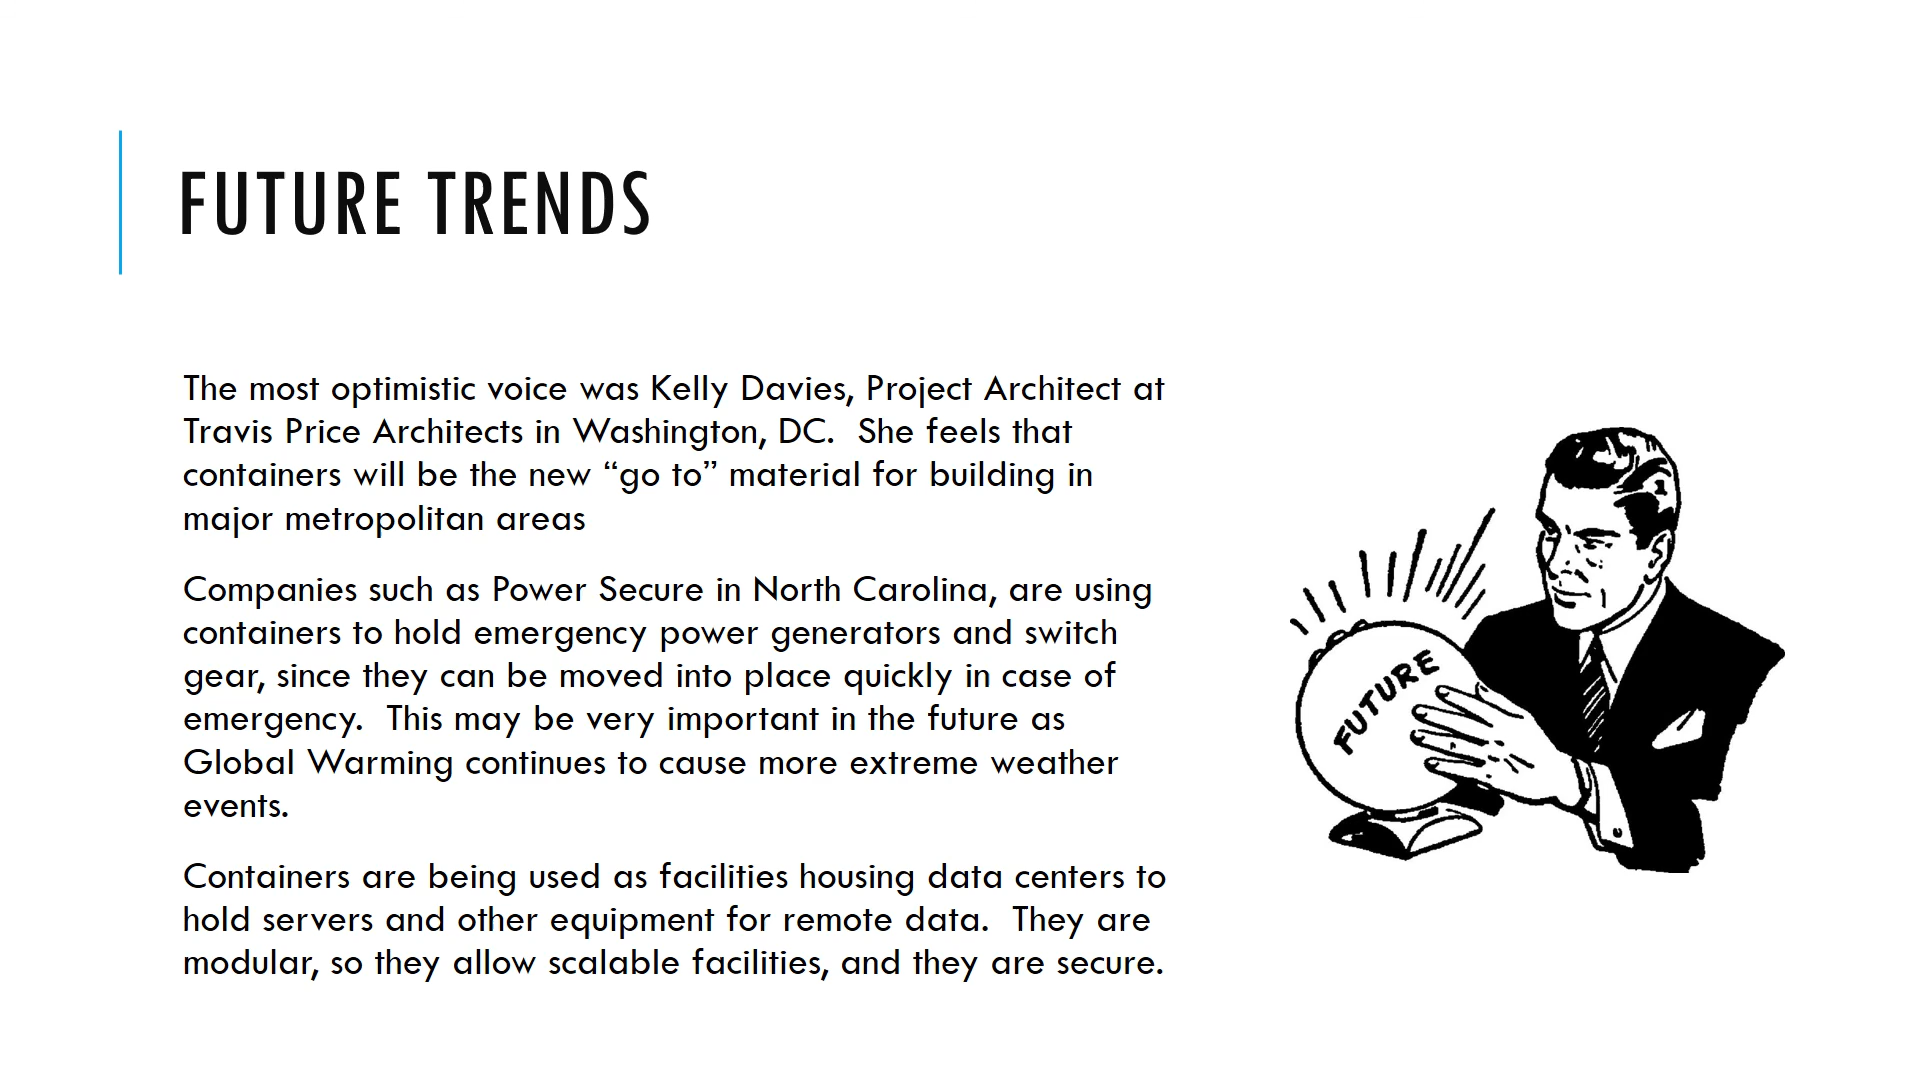 FUTURE TRENDS
The most optimistic voice was Kelly Davies, Project Architect at
Travis Price Architects in Washington, DC.  She feels that
containers will be the new “go to” material for building in
major metropolitan areas
Companies such as Power Secure in North Carolina, are using
containers to hold emergency power generators and switch
gear, since they can be moved into place quickly in case of
emergency.  This may be very important in the future as
Global Warming continues to cause more extreme weather
events.
Containers are being used as facilities housing data centers to
hold servers and other equipment for remote data.  They are
modular, so they allow scalable facilities, and they are secure.
FUTURE